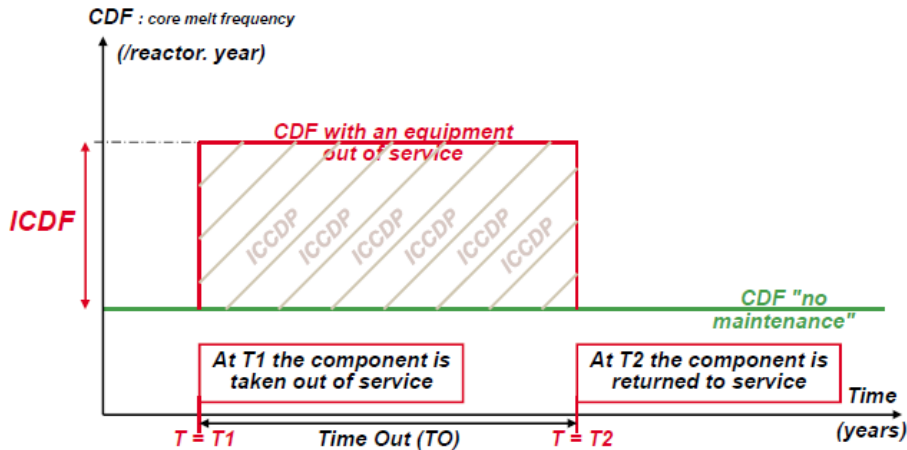 CDF : core melt frequency
(/reactor. year)
CDF with an equipment
out of service
ICDF
ICCDP ICCDP ICCDP ICCDP ICCDP ICCDP
CDF "no
maintenance"
At T1 the component is
taken out of service
At T2 the component is
returned to service
Time
(years)
T = T1
Time Out (TO)
T = T2